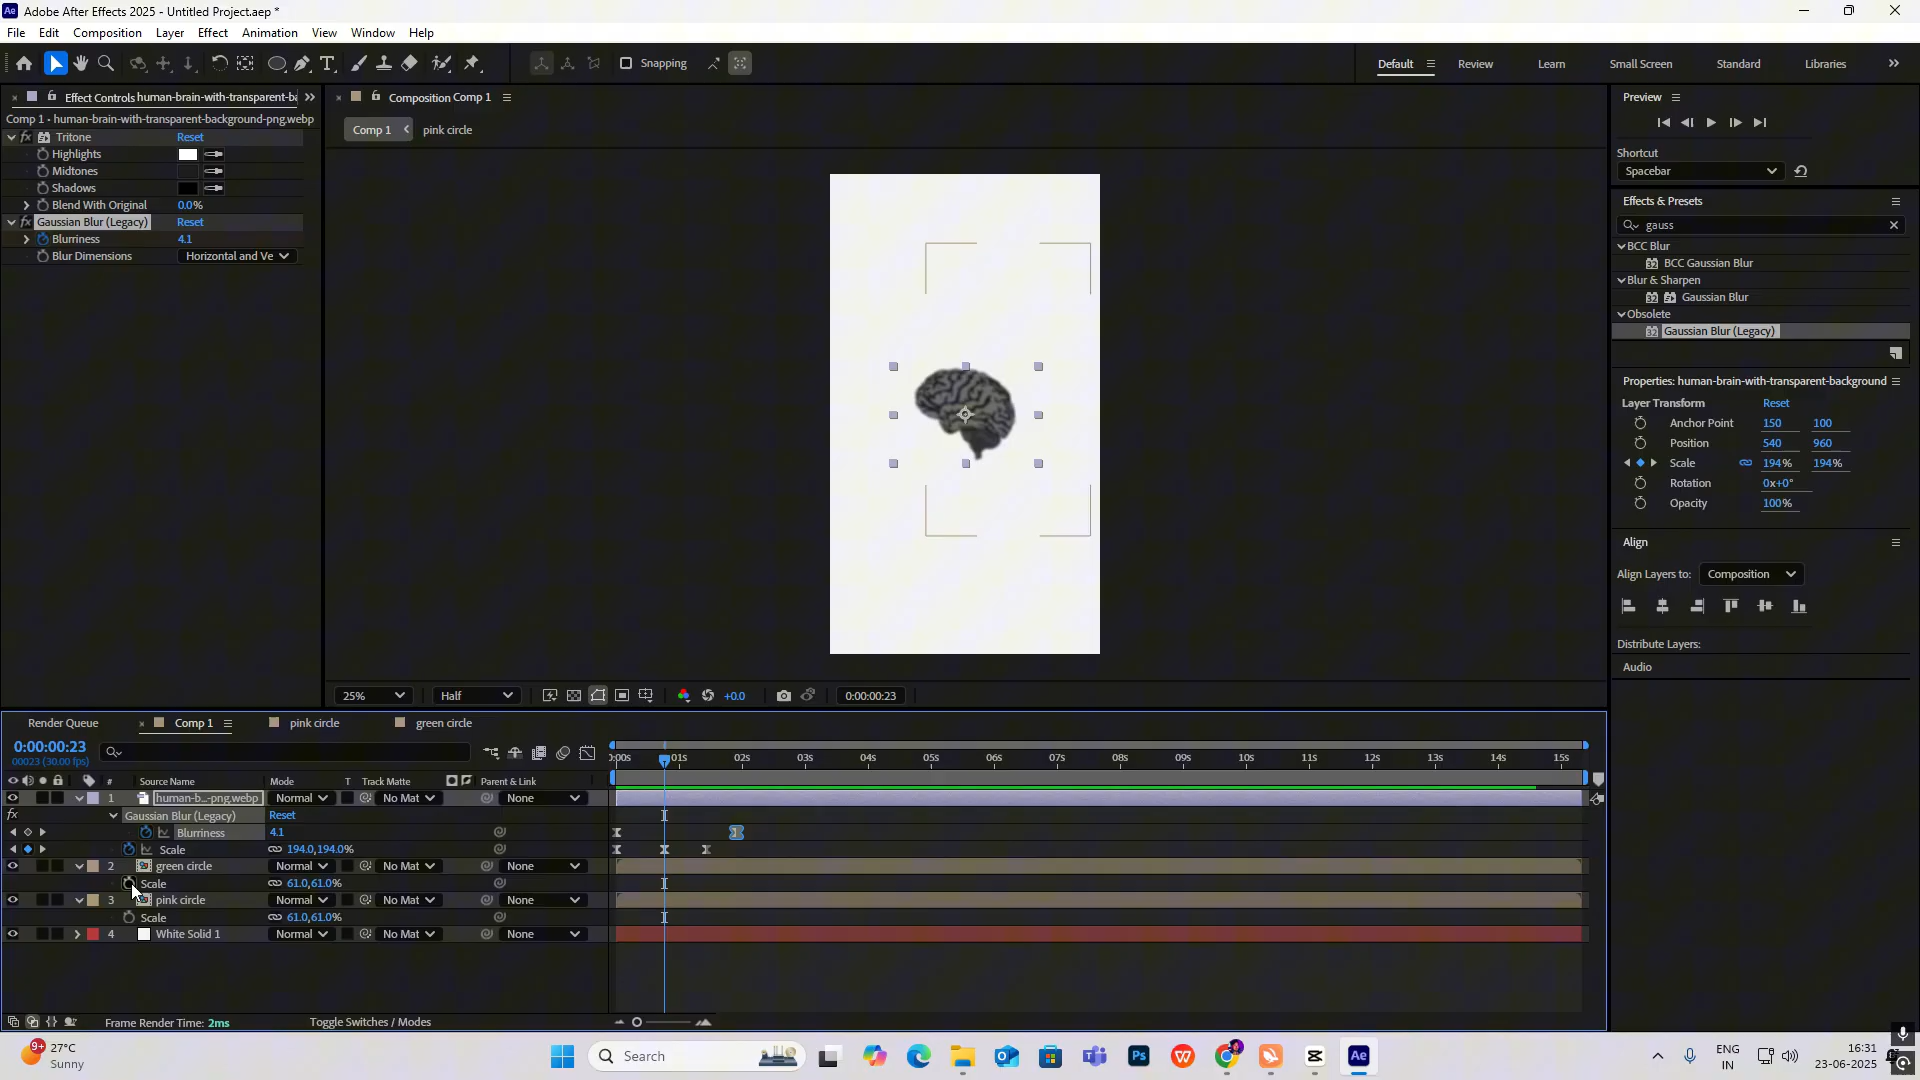 Adobe After Effects 2025 - Untitled Project.aep *
File Edit Composition Layer Effect Animation View Window Help
Snapping
Default Review Learn Small Screen Standard Libraries
Effect Controls human-brain-with-transparent-ba
Comp 1 - human-brain-with-transparent-background-png.webp
Tritone Reset
Highlights
Midtones
Shadows
Blend With Original 0.0%
Gaussian Blur (Legacy) Reset
Blurriness 4.1
Blur Dimensions Horizontal and Ve
Composition Comp 1
Comp 1 pink circle
25% Half +0.0 0:00:00:23
Preview
Shortcut
Spacebar
Effects & Presets
gauss
BCC Blur
BCC Gaussian Blur
Blur & Sharpen
Gaussian Blur
Obsolete
Gaussian Blur (Legacy)
Properties: human-brain-with-transparent-background
Layer Transform Reset
Anchor Point 150 100
Position 540 960
Scale 194% 194%
Rotation 0x+0°
Opacity 100%
Align
Align Layers to: Composition
Distribute Layers:
Audio
Render Queue Comp 1 pink circle green circle
0:00:00:23
00023 (30.00 fps)
0:00s 01s 02s 03s 04s 05s 06s 07s 08s 09s 10s 11s 12s 13s 14s 15s
# Source Name Mode T Track Matte Parent & Link
1 human-b...-png.webp Normal No Mat None
fx Gaussian Blur (Legacy) Reset
Blurriness 4.1
Scale 194.0,194.0%
2 green circle Normal No Mat None
Scale 61.0,61.0%
3 pink circle Normal No Mat None
Scale 61.0,61.0%
4 White Solid 1 Normal No Mat None
Frame Render Time: 2ms Toggle Switches / Modes
9+
27°C
Sunny
Search
Ps
Ae
ENG
IN
16:31
23-06-2025